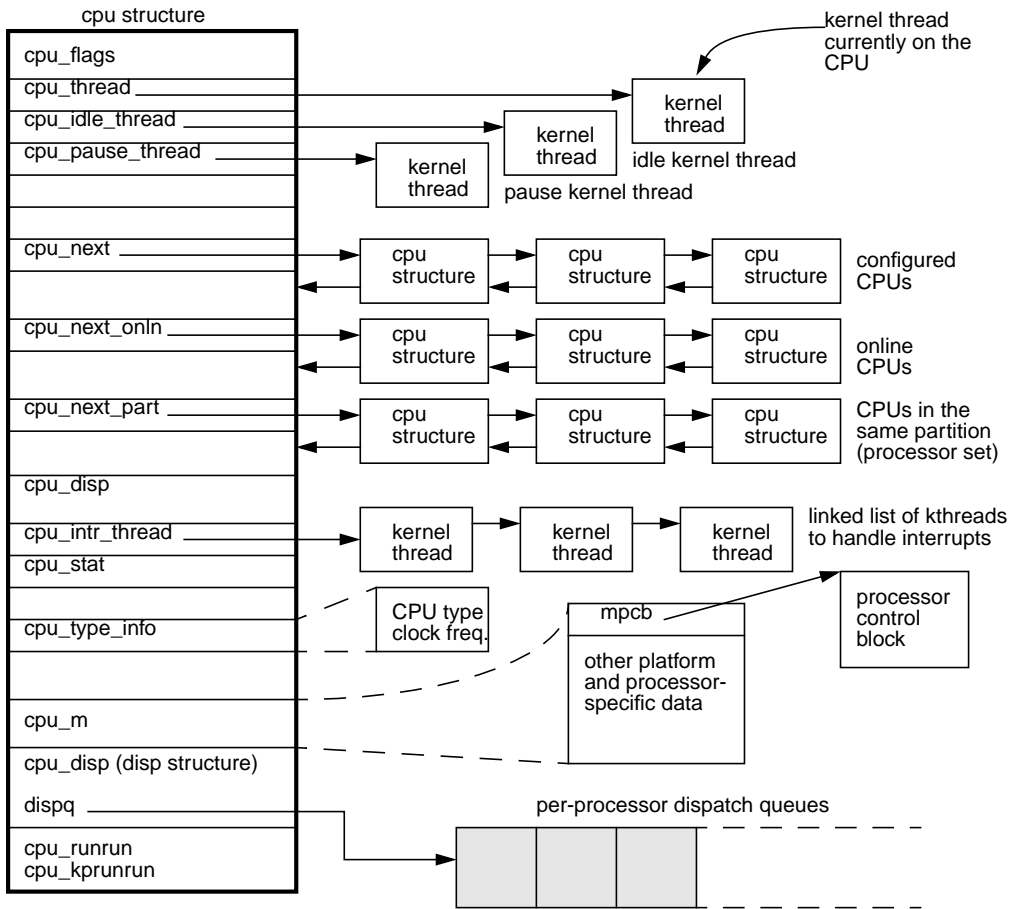 cpu structure
kernel thread
currently on the
CPU
cpu_flags
cpu_thread
kernel
thread
cpu_idle_thread
kernel
thread
idle kernel thread
cpu_pause_thread
kernel
thread
pause kernel thread
cpu_next
cpu
structure
cpu
structure
cpu
structure
configured
CPUs
cpu_next_onln
cpu
structure
cpu
structure
cpu
structure
online
CPUs
cpu_next_part
cpu
structure
cpu
structure
cpu
structure
CPUs in the
same partition
(processor set)
cpu_disp
cpu_intr_thread
kernel
thread
kernel
thread
kernel
thread
linked list of kthreads
to handle interrupts
cpu_stat
cpu_type_info
CPU type
clock freq.
mpcb
other platform
and processor-
specific data
processor
control
block
cpu_m
cpu_disp (disp structure)
dispq
per-processor dispatch queues
cpu_runrun
cpu_kprunrun